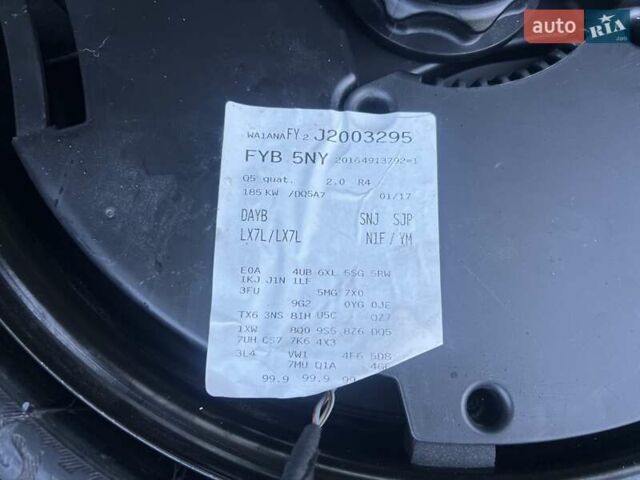 auto RIA .com
WA1ANAFY 2 J2003295
FYB 5NY 20164913792=1
Q5 quat. 2.0 R4
185 KW /DQ5A7 01/17
DAYB SNJ SJP
LX7L/LX7L N1F / YM
E0A 4UB 6XL 5SG 5RW
1KJ J1N 1LF
3FU 5MG 7X0
9G2 0YG 0JE
TX6 3NS 8IH U5C QZ7
1XW 8Q0 9S6 8Z6
7UH CS7 7K6 4X3
3L4 VW1 4F6 5D8
7MU Q1A
99.9 99.9